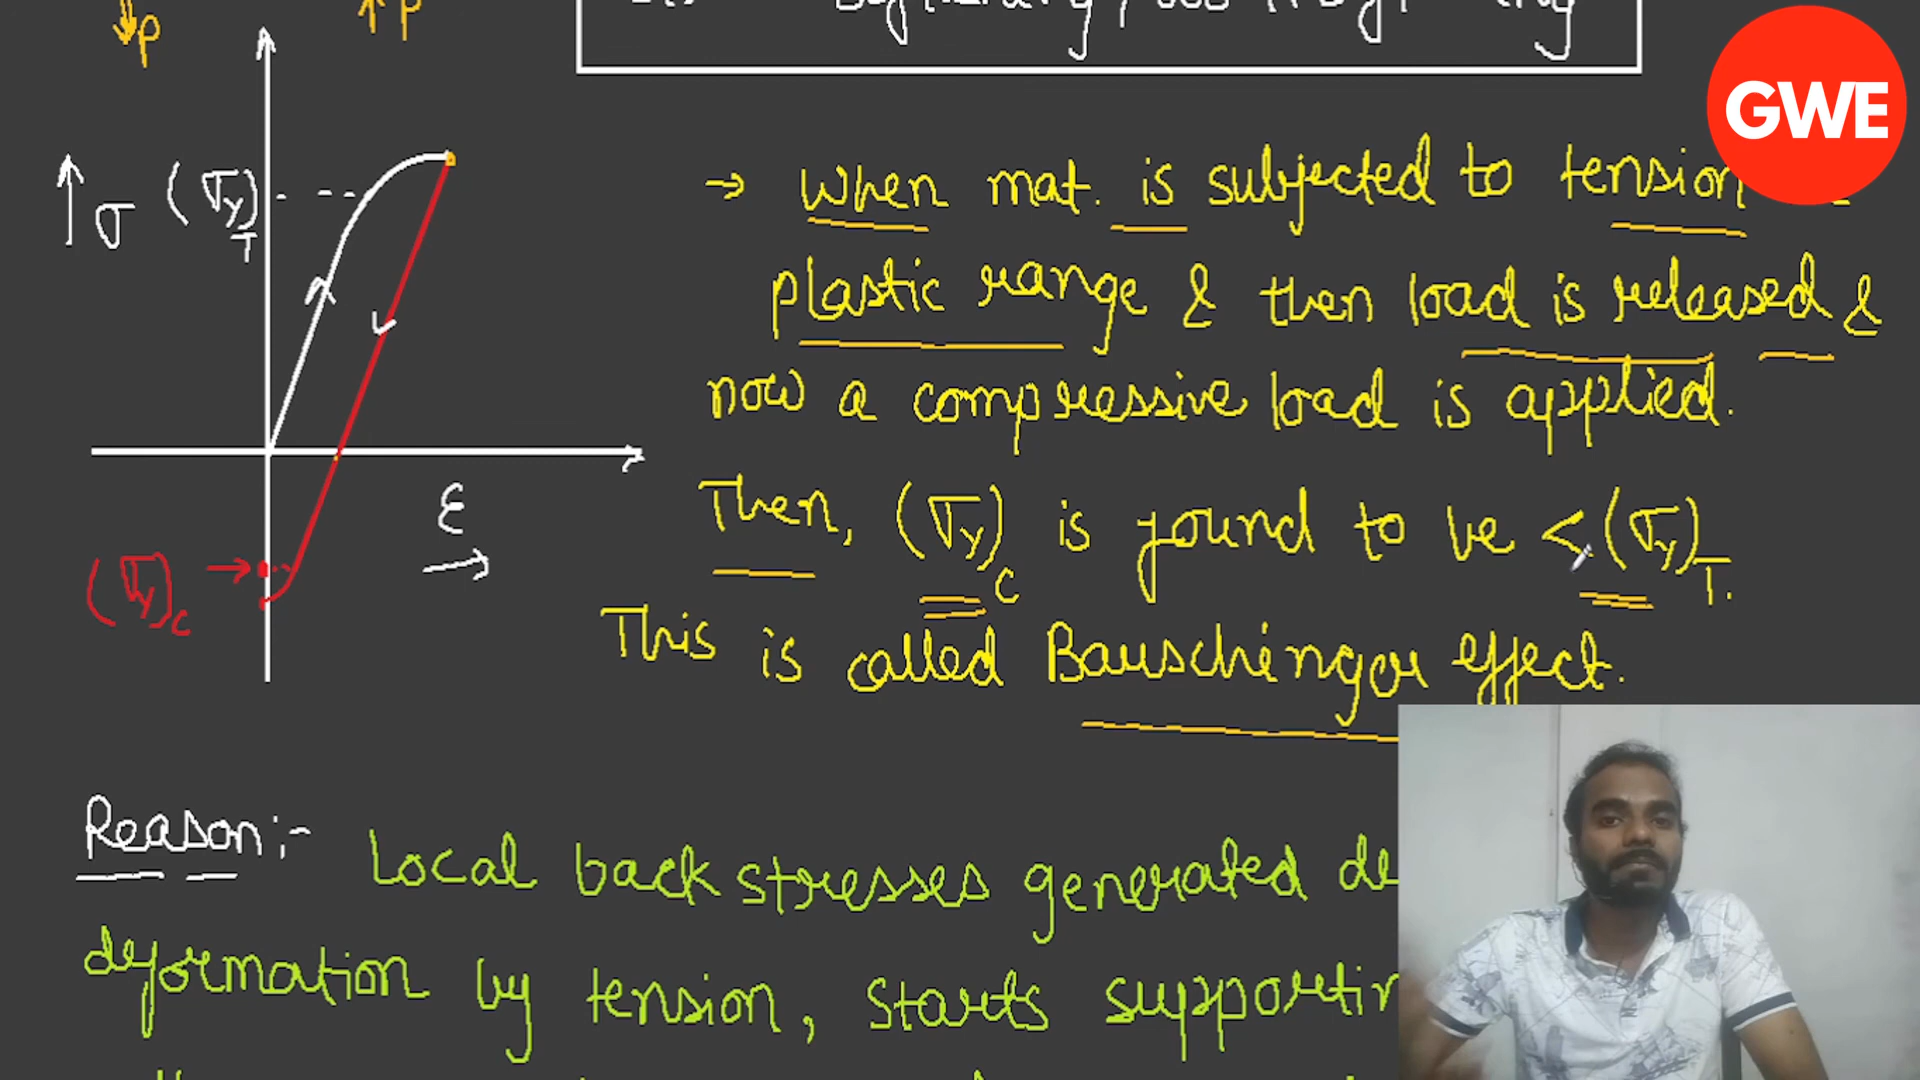 P
P
GWE
σ (σy)T
→ When mat. is subjected to tension
plastic range & then load is released &
now a compressive load is applied.
Then, (σy)c is found to be < (σy)T.
ε
(σy)c
This is called Bauschinger effect.
Reason:-
Local back stresses generated
deformation by tension, starts